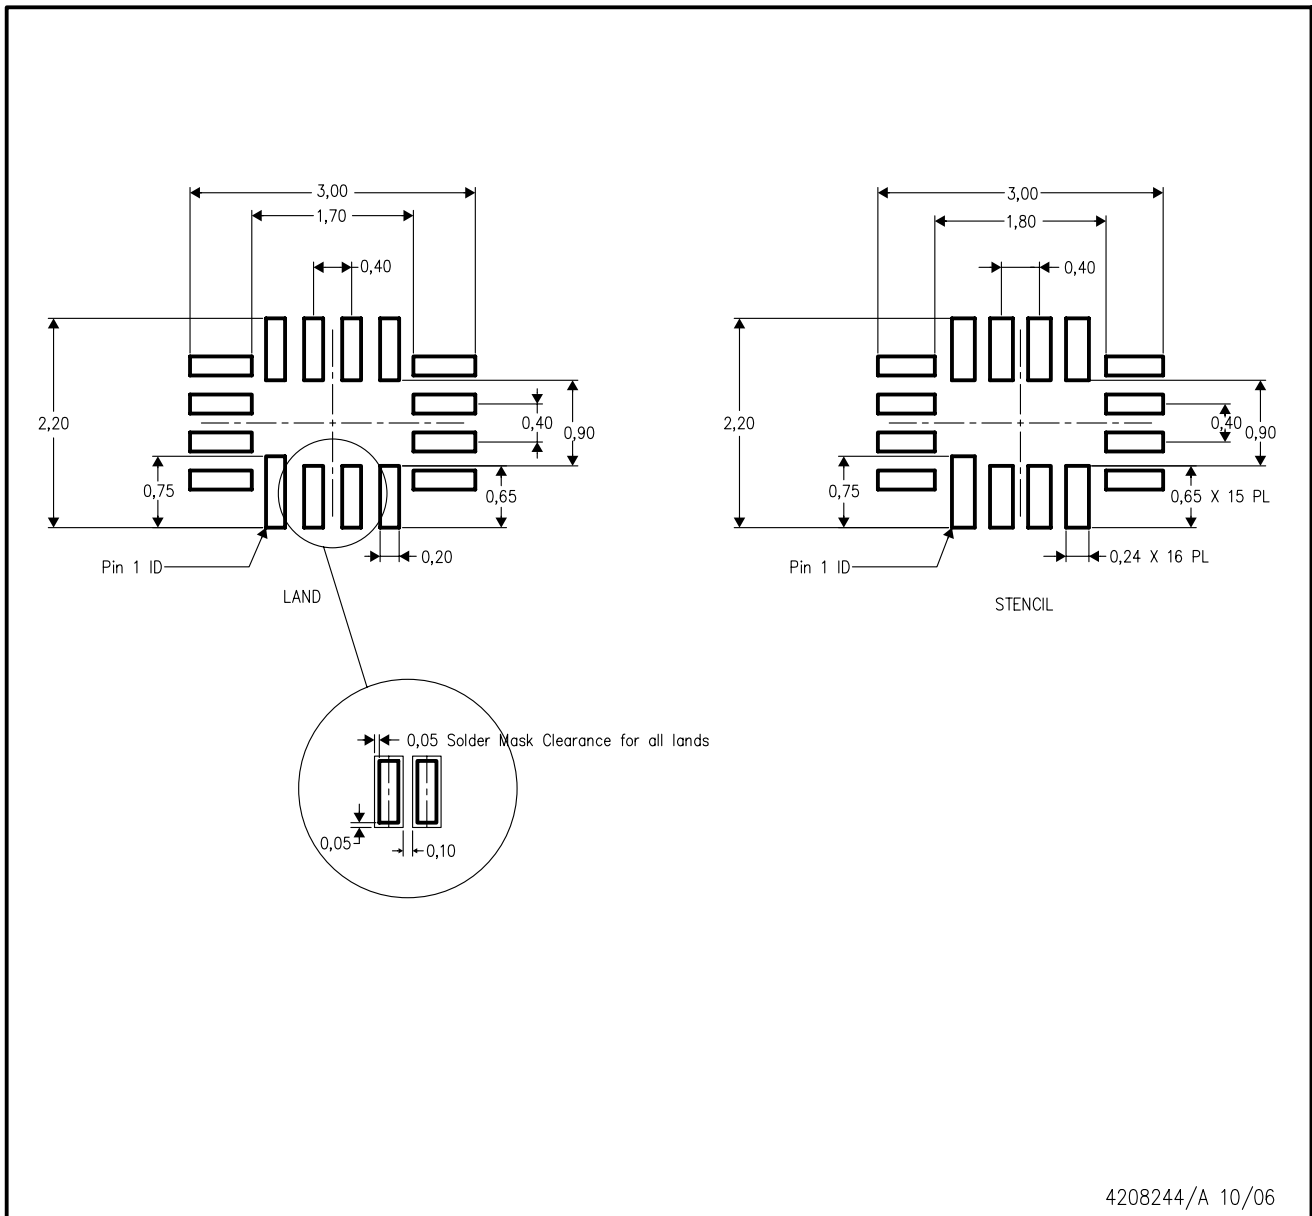 3,00
1,70
0,40
2,20
0,40
0,90
0,75
0,65
0,20
Pin 1 ID
LAND
0,05 Solder Mask Clearance for all lands
0,05
0,10
3,00
1,80
0,40
2,20
0,40
0,90
0,75
0,65 X 15 PL
0,24 X 16 PL
Pin 1 ID
STENCIL
4208244/A 10/06